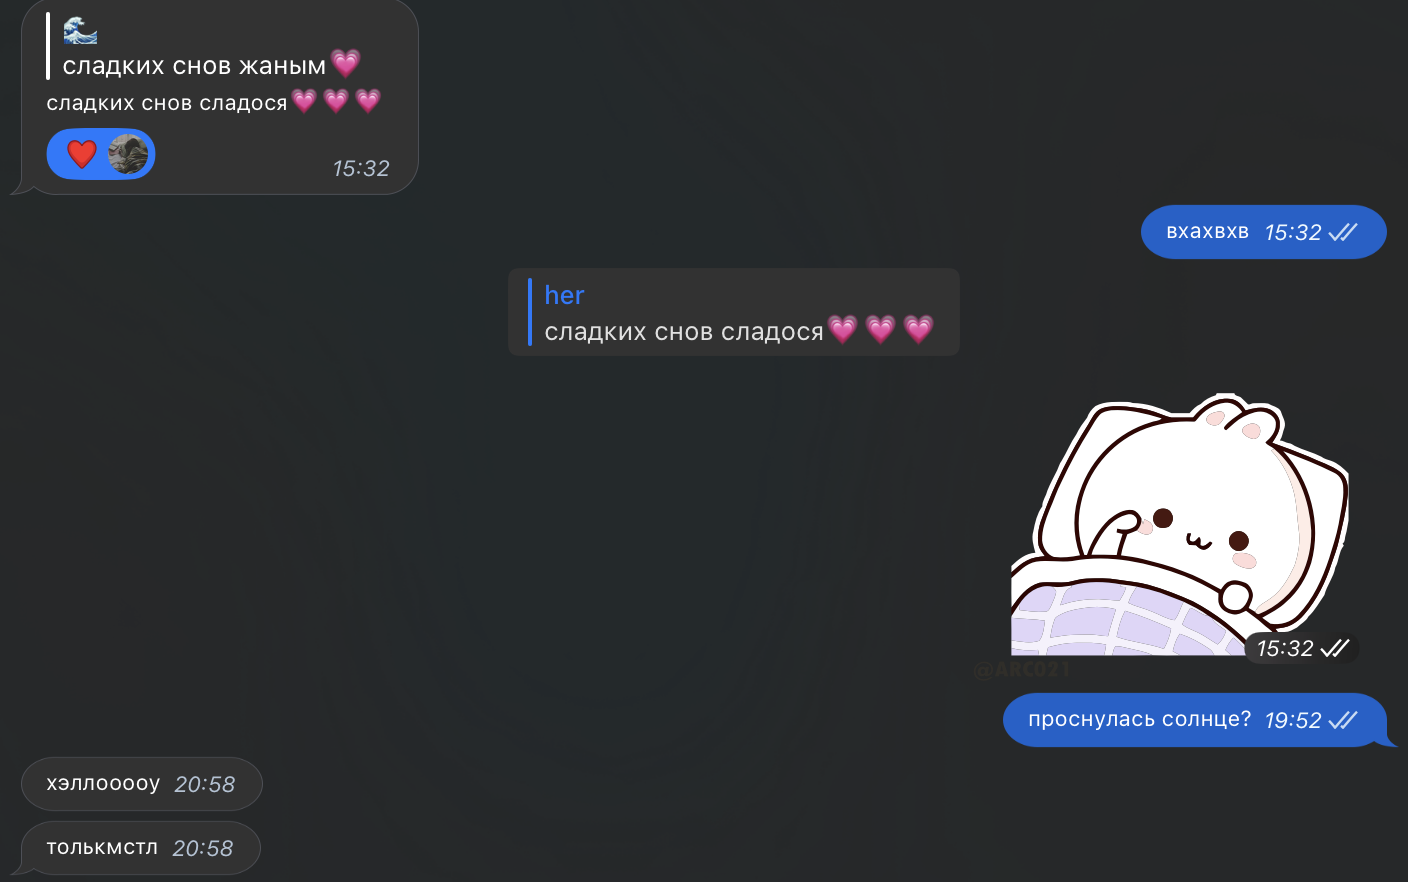 сладких снов жаным💗
сладких снов сладося💗💗💗
15:32
вхахвхв 15:32
her
сладких снов сладося💗💗💗
15:32
@ARC021
проснулась солнце? 19:52
хэллооооу 20:58
толькмстл 20:58